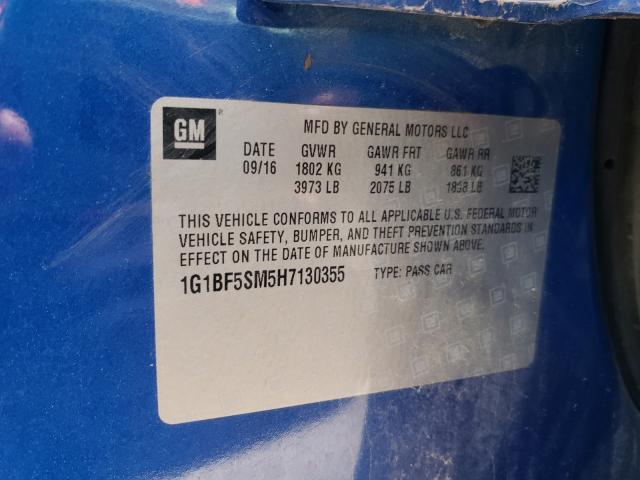 GM
MFD BY GENERAL MOTORS LLC
DATE GVWR GAWR FRT GAWR RR
09/16 1802 KG 941 KG 861 KG
3973 LB 2075 LB 1898 LB
THIS VEHICLE CONFORMS TO ALL APPLICABLE U.S. FEDERAL MOTOR
VEHICLE SAFETY, BUMPER, AND THEFT PREVENTION STANDARDS IN
EFFECT ON THE DATE OF MANUFACTURE SHOWN ABOVE.
1G1BF5SM5H7130355 TYPE: PASS CAR